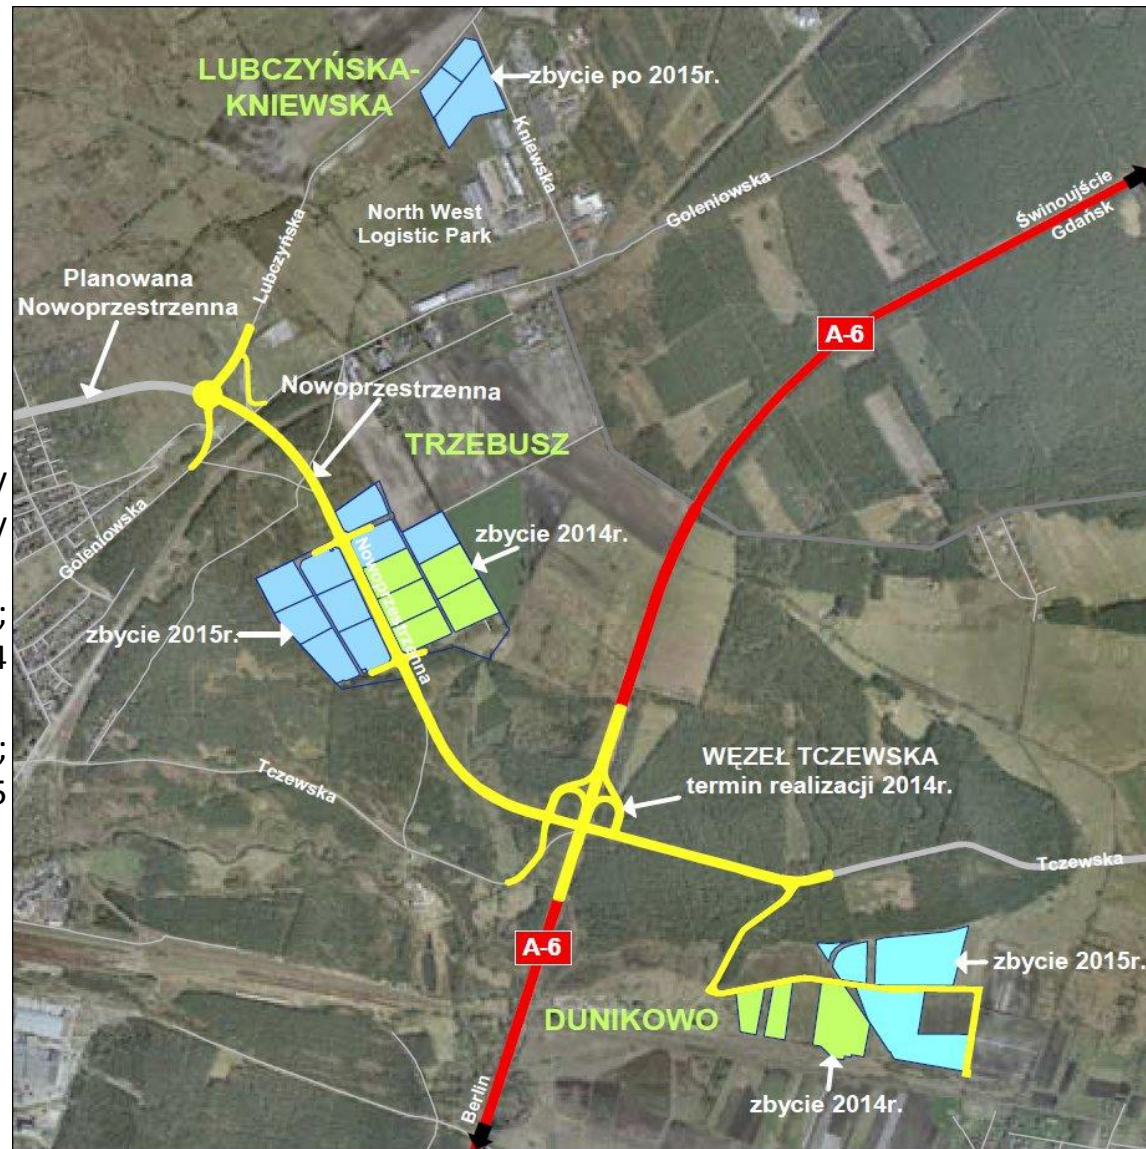 LUBCZYŃSKA-
KNIEWSKA
zbycie po 2015r.
Kniewska
Goleniowska
Świnoujście
Gdańsk
North West
Logistic Park
Lubczyńska
Planowana
Nowoprzestrzenna
A-6
Nowoprzestrzenna
TRZEBUSZ
/
/
zbycie 2014r.
Goleniowska
Nowoprzestrzenna
;
zbycie 2015r.
4
;
5
WĘZEŁ TCZEWSKA
termin realizacji 2014r.
Tczewska
Tczewska
A-6
zbycie 2015r.
DUNIKOWO
Berlin
zbycie 2014r.